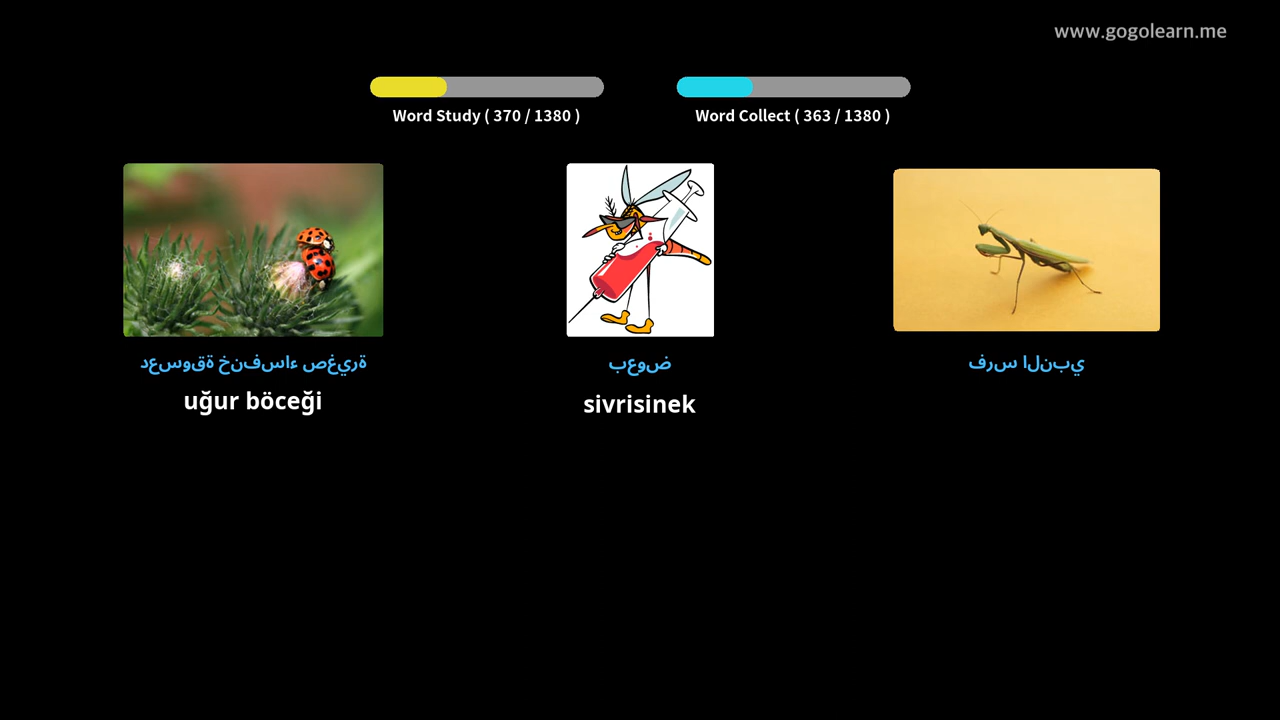 www.gogolearn.me
Word Study ( 370 / 1380 )
Word Collect ( 363 / 1380 )
دعسوقة خنفساء صغيرة
بعوض
فرس النبي
uğur böceği
sivrisinek